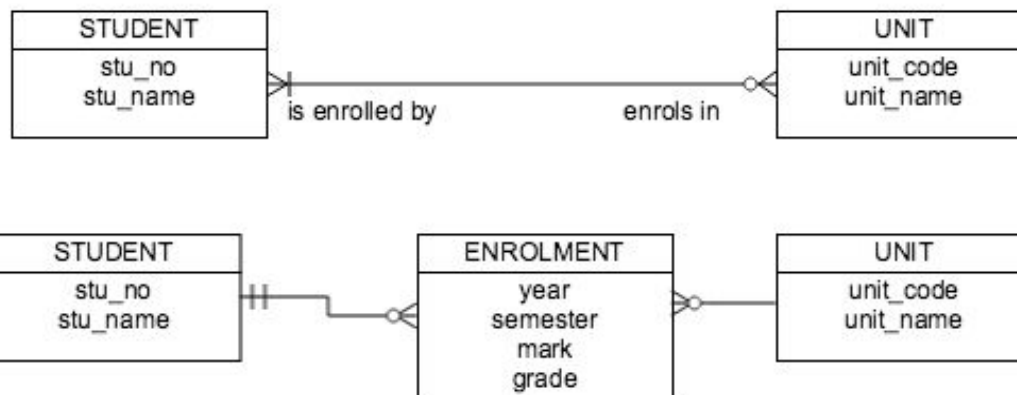 STUDENT
stu_no
stu_name
UNIT
unit_code
unit_name
is enrolled by
enrols in
STUDENT
stu_no
stu_name
ENROLMENT
year
semester
mark
grade
UNIT
unit_code
unit_name